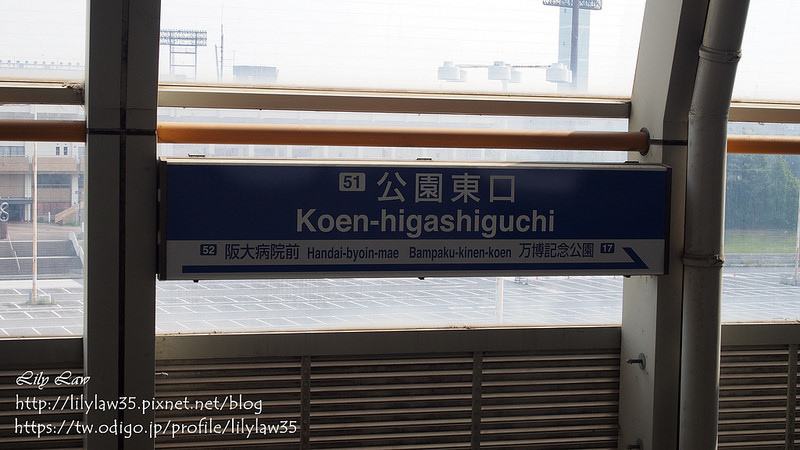 51 公園東口
Koen-higashiguchi
52 阪大病院前 Handai-byoin-mae Bampaku-kinen-koen 万博記念公園 17
Lily Law
http://lilylaw35.pixnet.net/blog
https://tw.odigo.jp/profile/lilylaw35